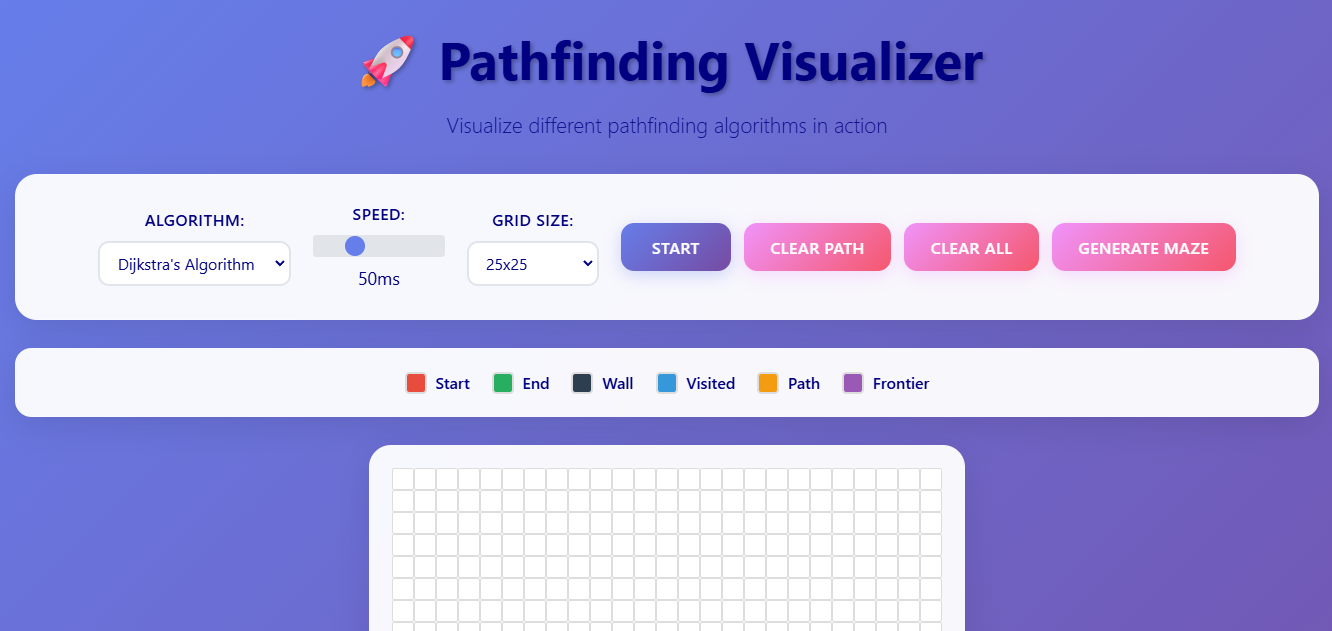 🚀 Pathfinding Visualizer
Visualize different pathfinding algorithms in action
ALGORITHM:
Dijkstra's Algorithm
SPEED:
50ms
GRID SIZE:
25x25
START
CLEAR PATH
CLEAR ALL
GENERATE MAZE
Start End Wall Visited Path Frontier